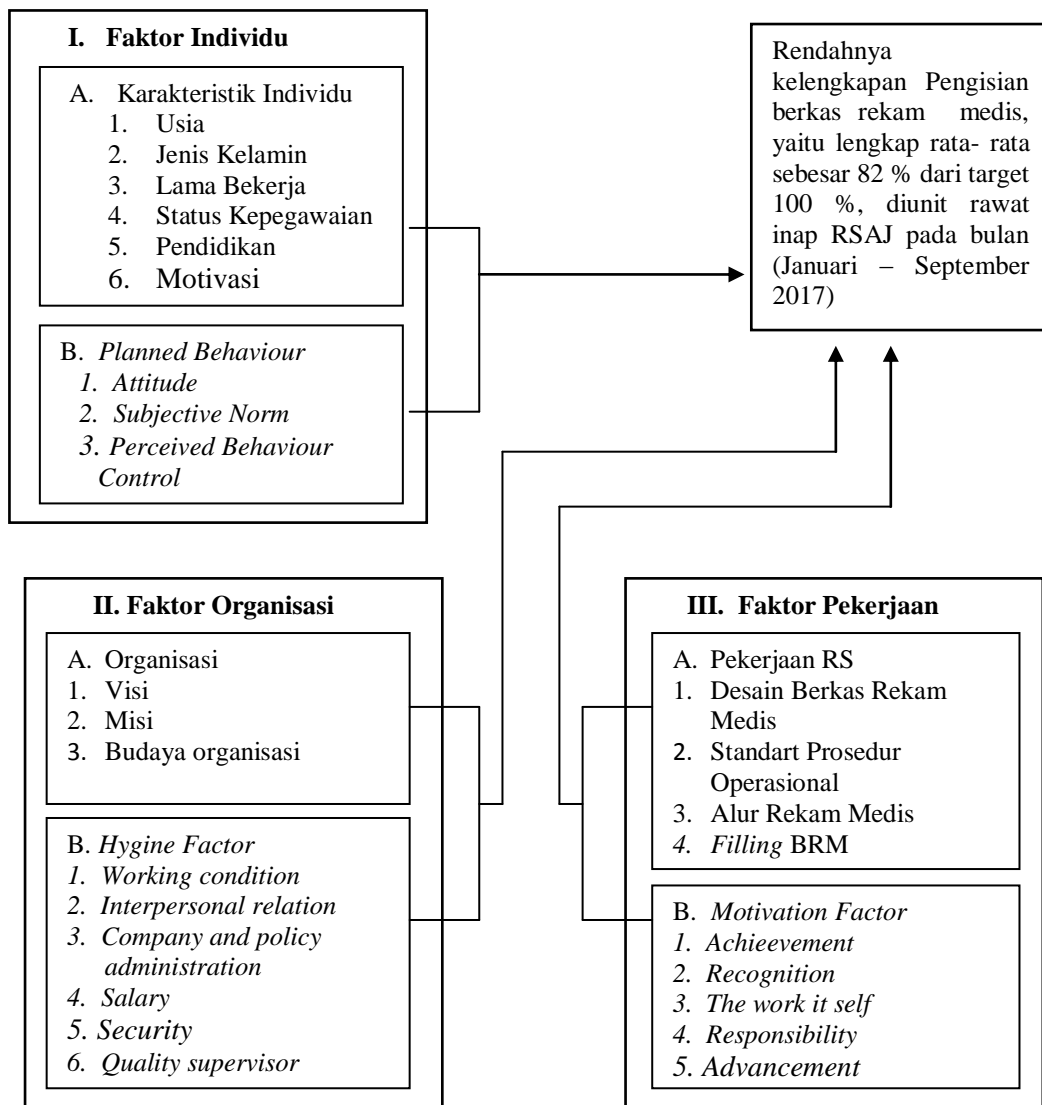 I. Faktor Individu
A. Karakteristik Individu
1. Usia
2. Jenis Kelamin
3. Lama Bekerja
4. Status Kepegawaian
5. Pendidikan
6. Motivasi
B. Planned Behaviour
1. Attitude
2. Subjective Norm
3. Perceived Behaviour
Control
Rendahnya
kelengkapan Pengisian
berkas rekam medis,
yaitu lengkap rata- rata
sebesar 82 % dari target
100 %, diunit rawat
inap RSAJ pada bulan
(Januari – September
2017)
II. Faktor Organisasi
A. Organisasi
1. Visi
2. Misi
3. Budaya organisasi
B. Hygine Factor
1. Working condition
2. Interpersonal relation
3. Company and policy
administration
4. Salary
5. Security
6. Quality supervisor
III. Faktor Pekerjaan
A. Pekerjaan RS
1. Desain Berkas Rekam
Medis
2. Standart Prosedur
Operasional
3. Alur Rekam Medis
4. Filling BRM
B. Motivation Factor
1. Achieevement
2. Recognition
3. The work it self
4. Responsibility
5. Advancement